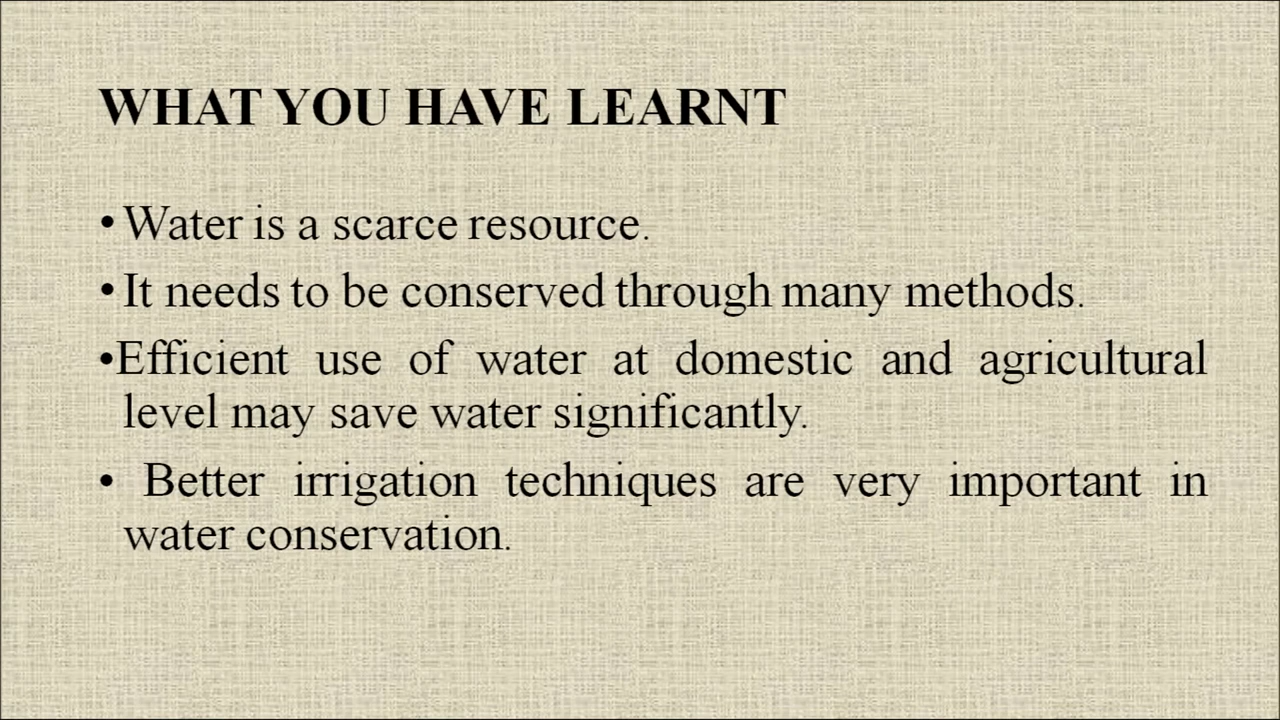 WHAT YOU HAVE LEARNT
• Water is a scarce resource.
• It needs to be conserved through many methods.
•Efficient use of water at domestic and agricultural
level may save water significantly.
• Better irrigation techniques are very important in
water conservation.